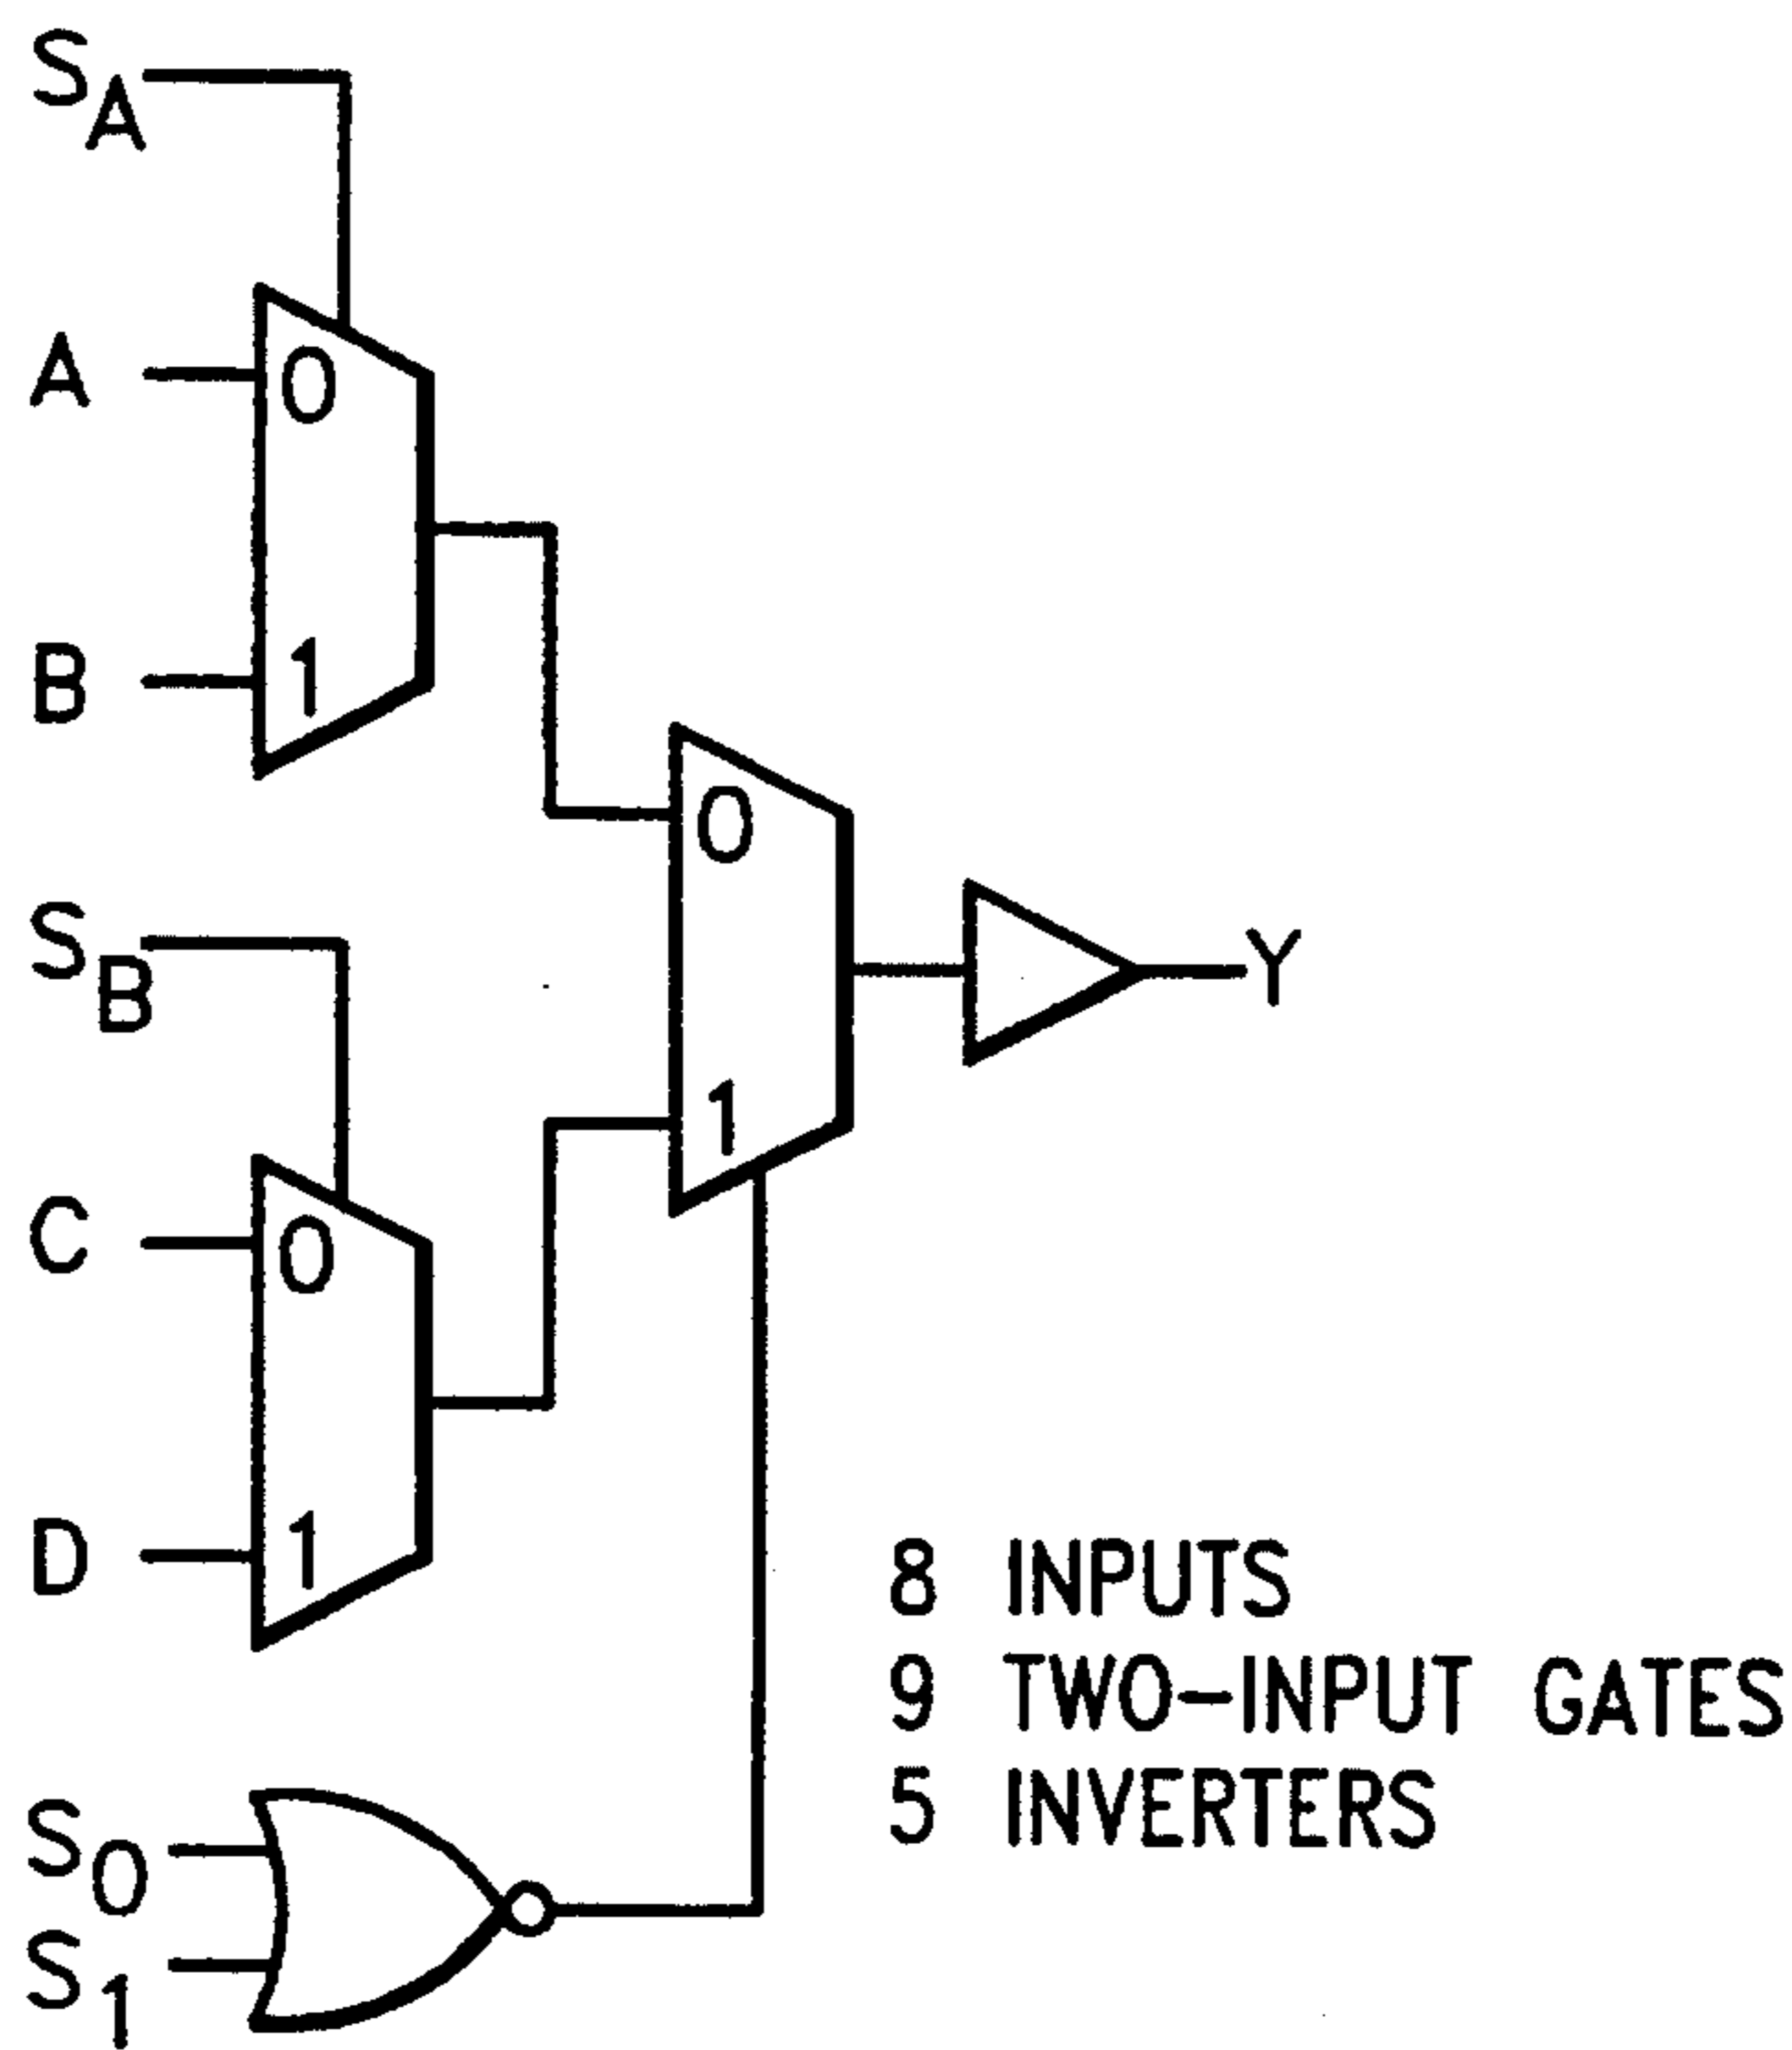 SA
A
0
B
1
SB
0
Y
1
C
0
D
1
8 INPUTS
9 TWO-INPUT GATES
5 INVERTERS
S0
S1